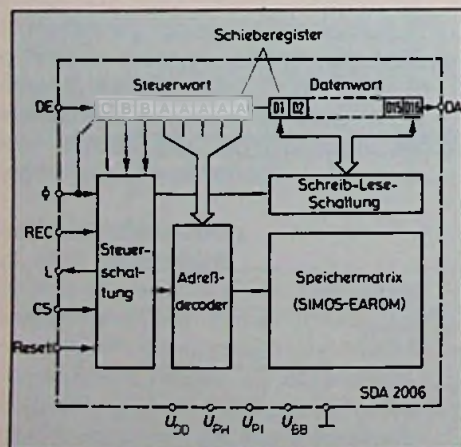 Schieberegister
Steuerwort
Datenwort
DE
C B B A A A A A
D1 D2
D15 D16
DA
Φ
REC
L
CS
Reset
Steuer-
schal-
tung
Adreß-
decoder
Schreib-Lese-
Schaltung
Speichermatrix
(SIMOS-EAROM)
SDA 2006
U_DD U_PH U_PI U_BB ⊥